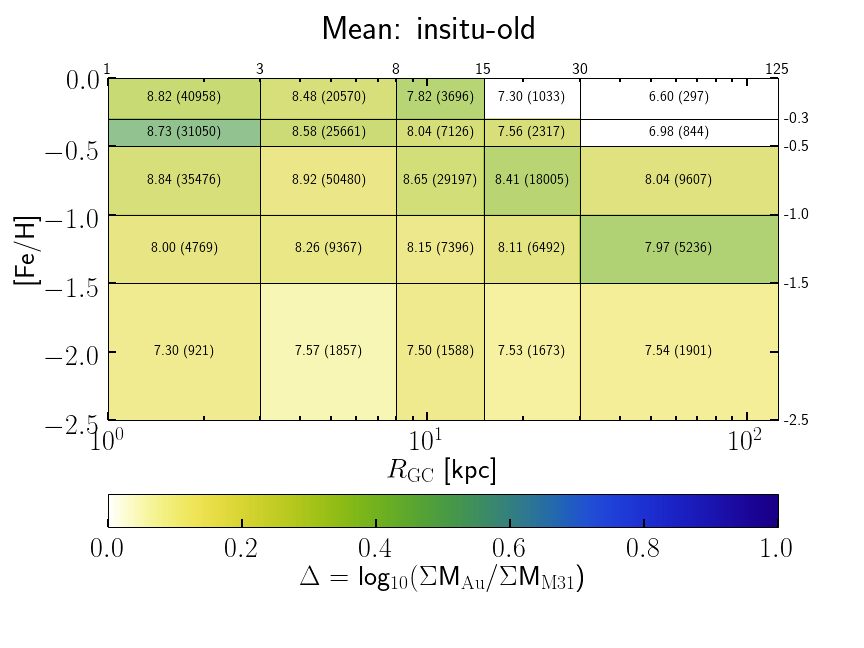 Mean: insitu-old
1 3 8 15 30 125
0.0
8.82 (40958) 8.48 (20570) 7.82 (3696) 7.30 (1033) 6.60 (297)
-0.3
8.73 (31050) 8.58 (25661) 8.04 (7126) 7.56 (2317) 6.98 (844)
−0.5 -0.5
8.84 (35476) 8.92 (50480) 8.65 (29197) 8.41 (18005) 8.04 (9607)
−1.0 -1.0
[Fe/H]
8.00 (4769) 8.26 (9367) 8.15 (7396) 8.11 (6492) 7.97 (5236)
−1.5 -1.5
7.30 (921) 7.57 (1857) 7.50 (1588) 7.53 (1673) 7.54 (1901)
−2.0
−2.5 -2.5
10⁰ 10¹ 10²
R_GC [kpc]
0.0 0.2 0.4 0.6 0.8 1.0
Δ = log₁₀(ΣM_Au/ΣM_M31)